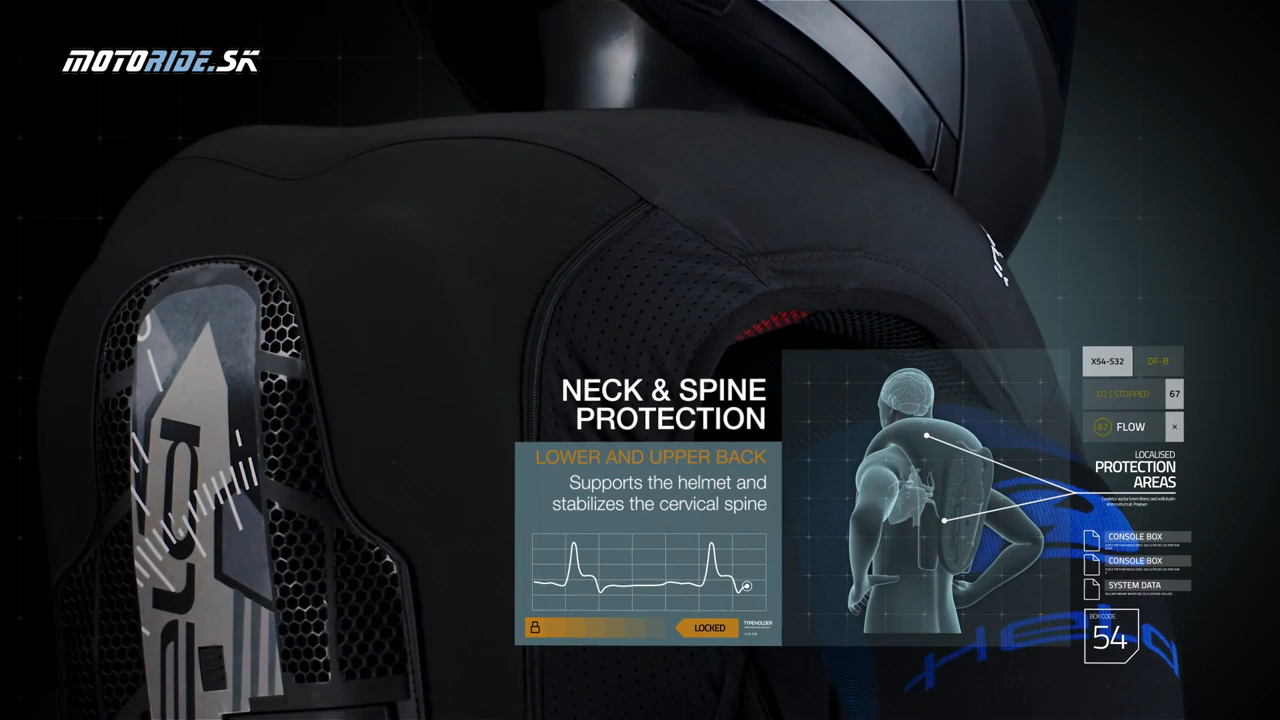 MOTORIDE.SK
NECK & SPINE
PROTECTION
LOWER AND UPPER BACK
Supports the helmet and
stabilizes the cervical spine
LOCKED
TYPEHOLDER
X54-S32
DF-B
D2 | STOPPED
67
67
FLOW
×
LOCALISED
PROTECTION
AREAS
CONSOLE BOX
CONSOLE BOX
SYSTEM DATA
BOX CODE
54
Helo